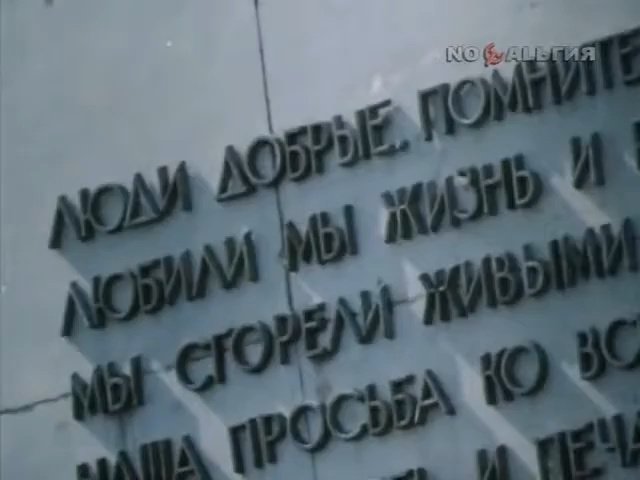 NOстАЛЬГИЯ
ЛЮДИ ДОБРЫЕ, ПОМНИТЕ
ЛЮБИЛИ МЫ ЖИЗНЬ И
МЫ СГОРЕЛИ ЖИВЫМИ
НАША ПРОСЬБА КО
И